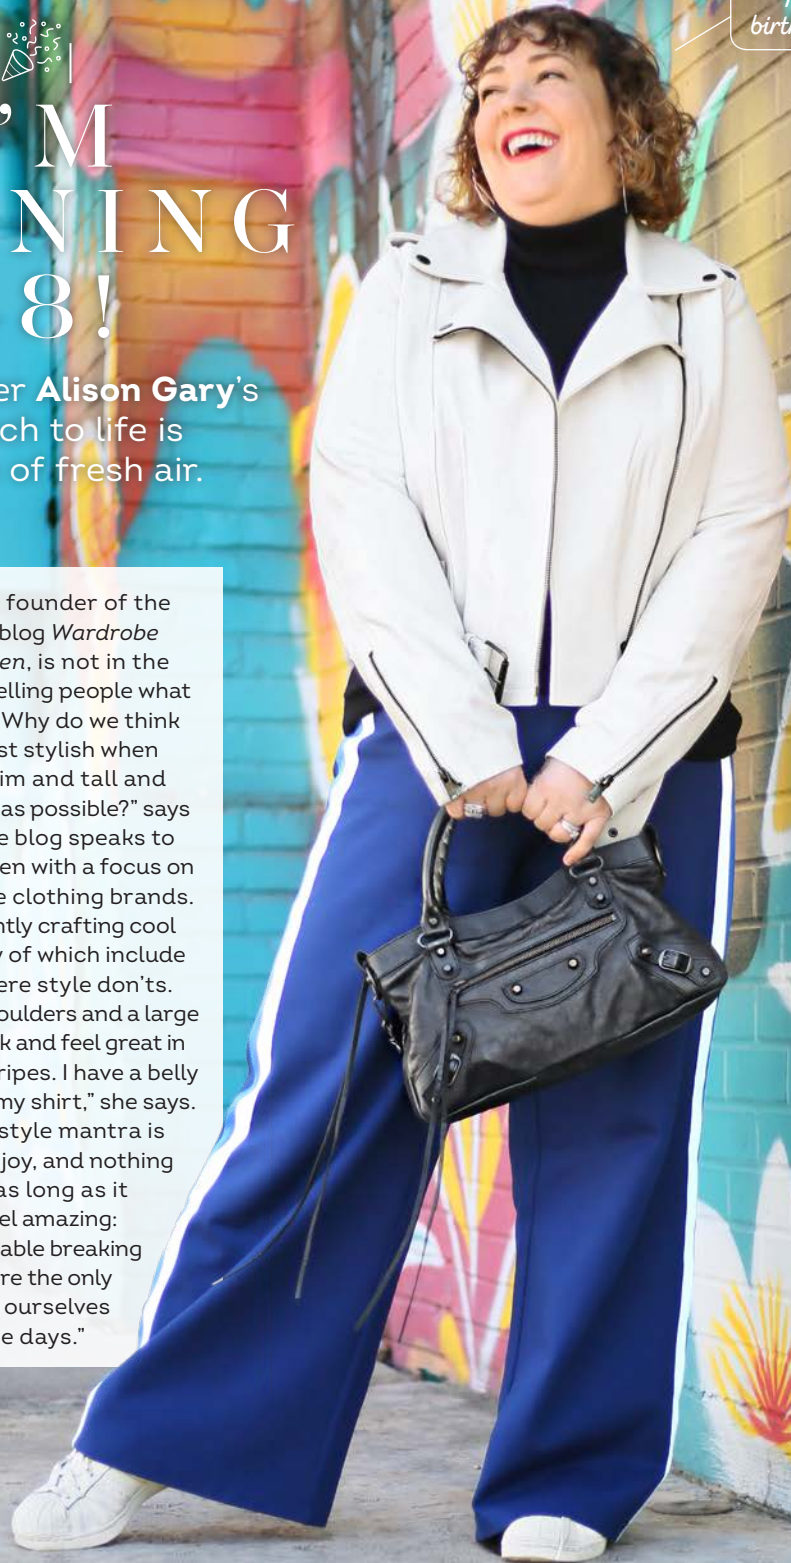 ’M
NING
8!
er Alison Gary’s
ch to life is
of fresh air.
founder of the
blog Wardrobe
en, is not in the
elling people what
Why do we think
st stylish when
im and tall and
as possible?” says
e blog speaks to
en with a focus on
e clothing brands.
ntly crafting cool
y of which include
ere style don’ts.
oulders and a large
k and feel great in
ripes. I have a belly
my shirt,” she says.
style mantra is
joy, and nothing
as long as it
el amazing:
able breaking
re the only
ourselves
e days.”
birth